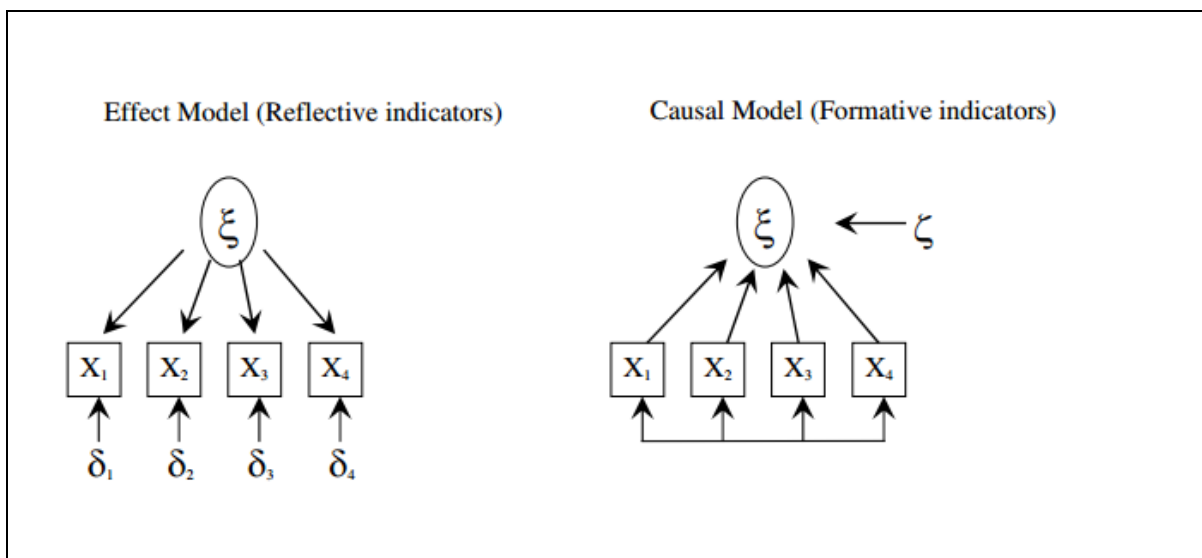 Effect Model (Reflective indicators)
ξ
X₁ X₂ X₃ X₄
δ₁ δ₂ δ₃ δ₄
Causal Model (Formative indicators)
ξ ζ
X₁ X₂ X₃ X₄